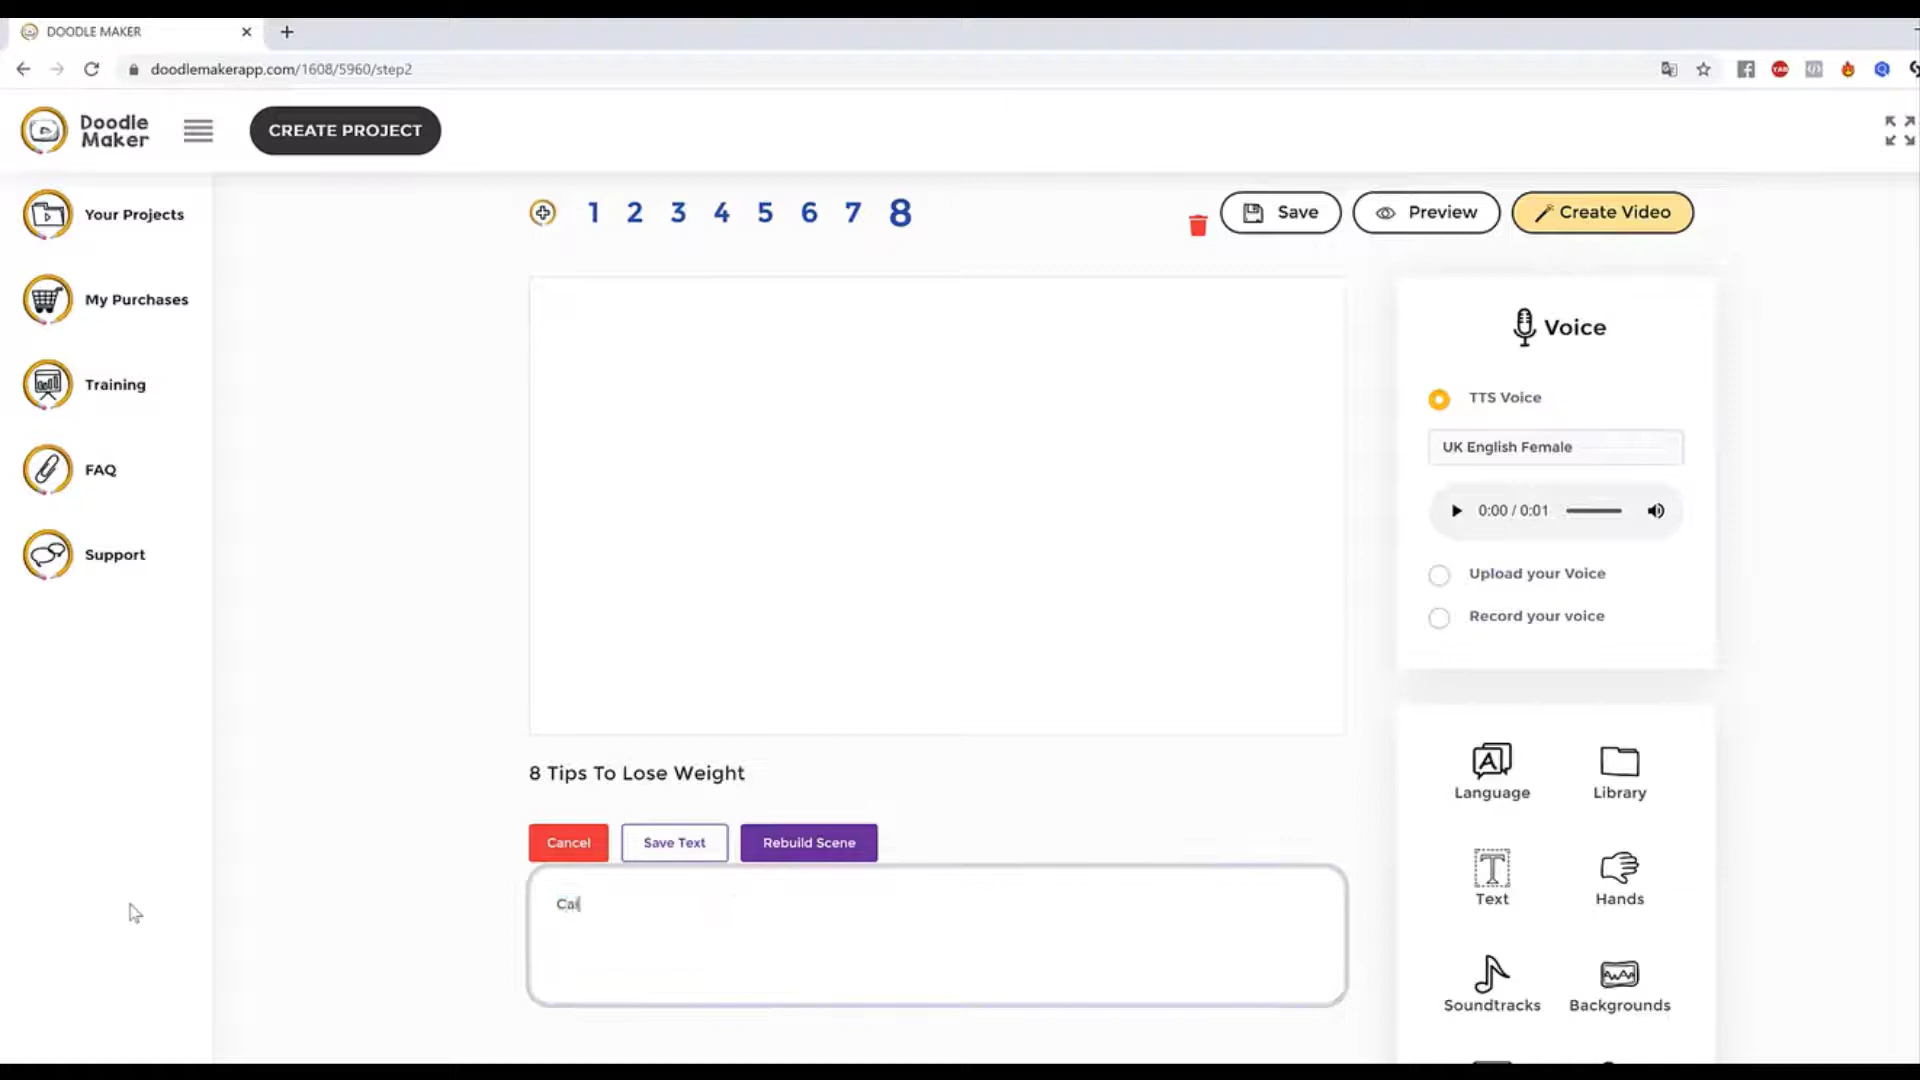 DOODLE MAKER
doodlemakerapp.com/1608/5960/step2
Doodle
Maker
CREATE PROJECT
Your Projects
My Purchases
Training
FAQ
Support
1 2 3 4 5 6 7 8
Save
Preview
Create Video
Voice
TTS Voice
UK English Female
0:00 / 0:01
Upload your Voice
Record your voice
8 Tips To Lose Weight
Cancel
Save Text
Rebuild Scene
Language
Library
Text
Hands
Soundtracks
Backgrounds